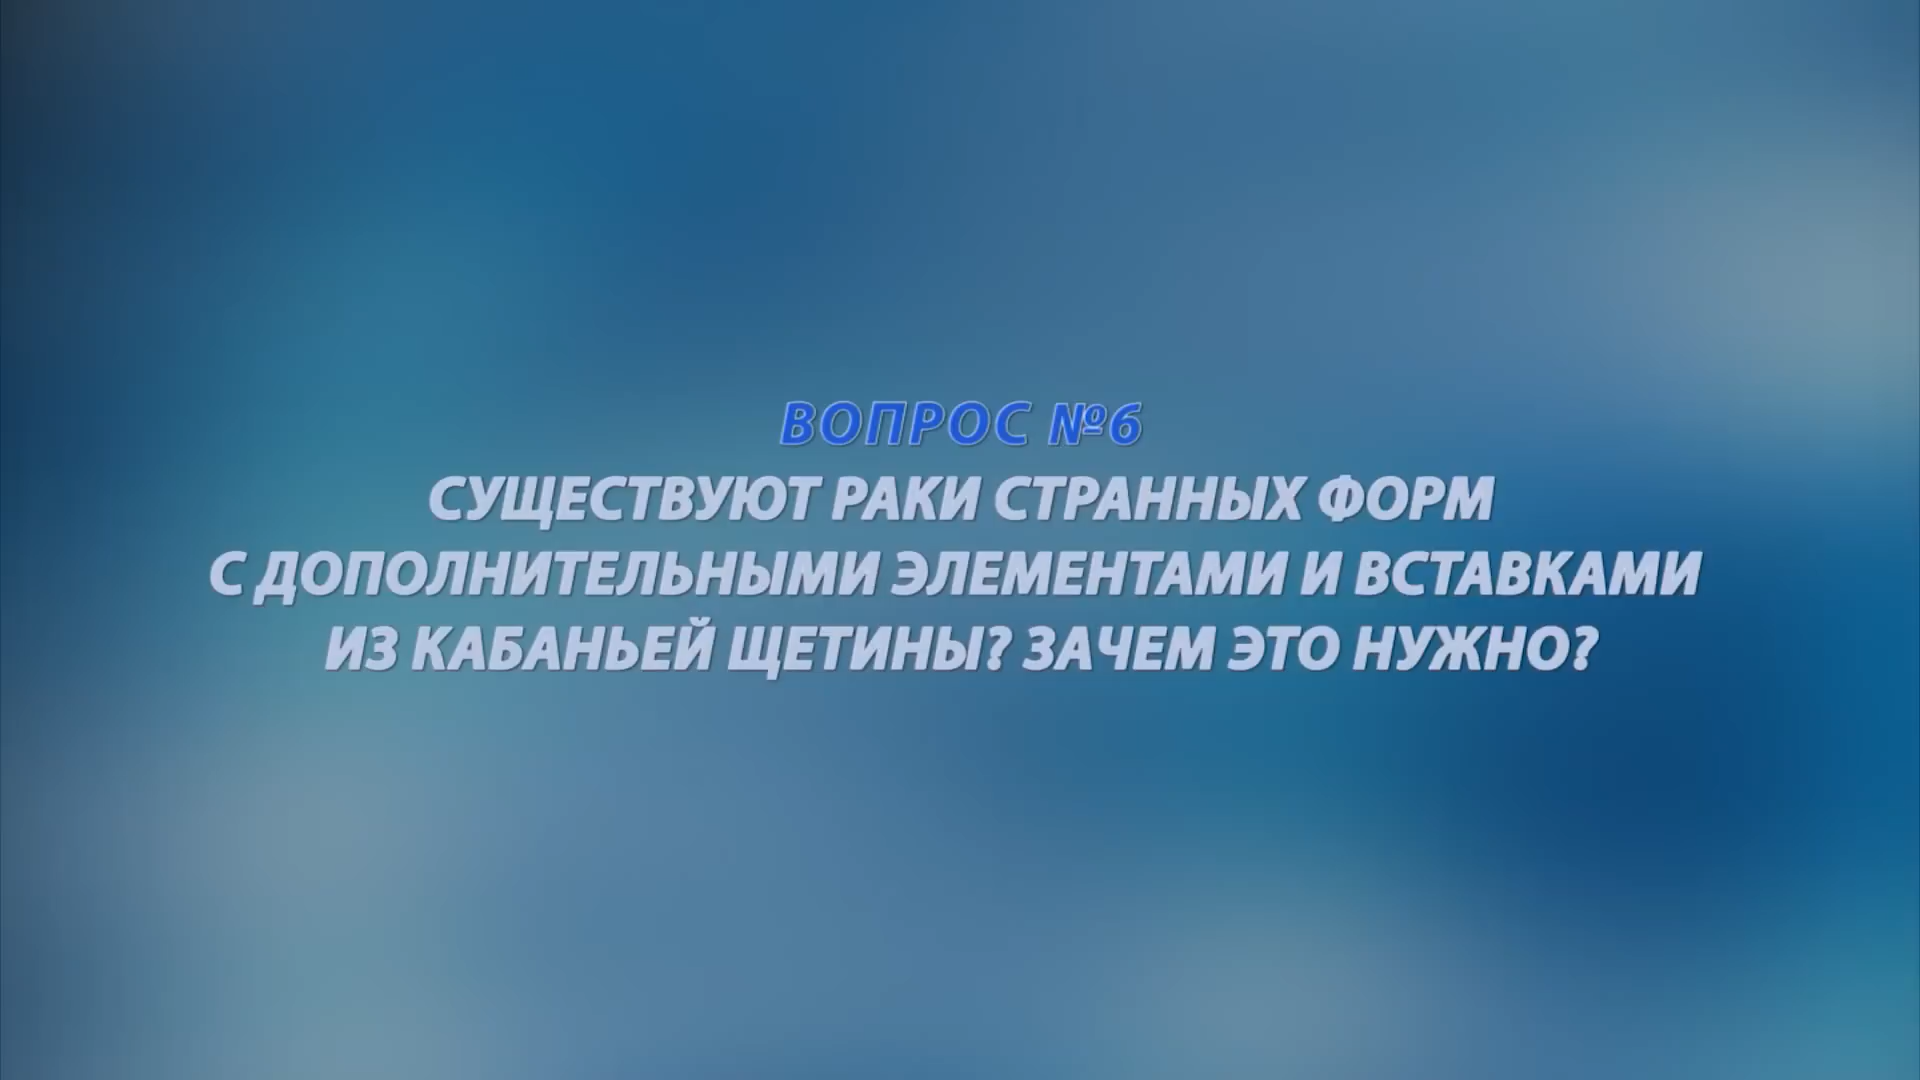 ВОПРОС №6
СУЩЕСТВУЮТ РАКИ СТРАННЫХ ФОРМ
С ДОПОЛНИТЕЛЬНЫМИ ЭЛЕМЕНТАМИ И ВСТАВКАМИ
ИЗ КАБАНЬЕЙ ЩЕТИНЫ? ЗАЧЕМ ЭТО НУЖНО?